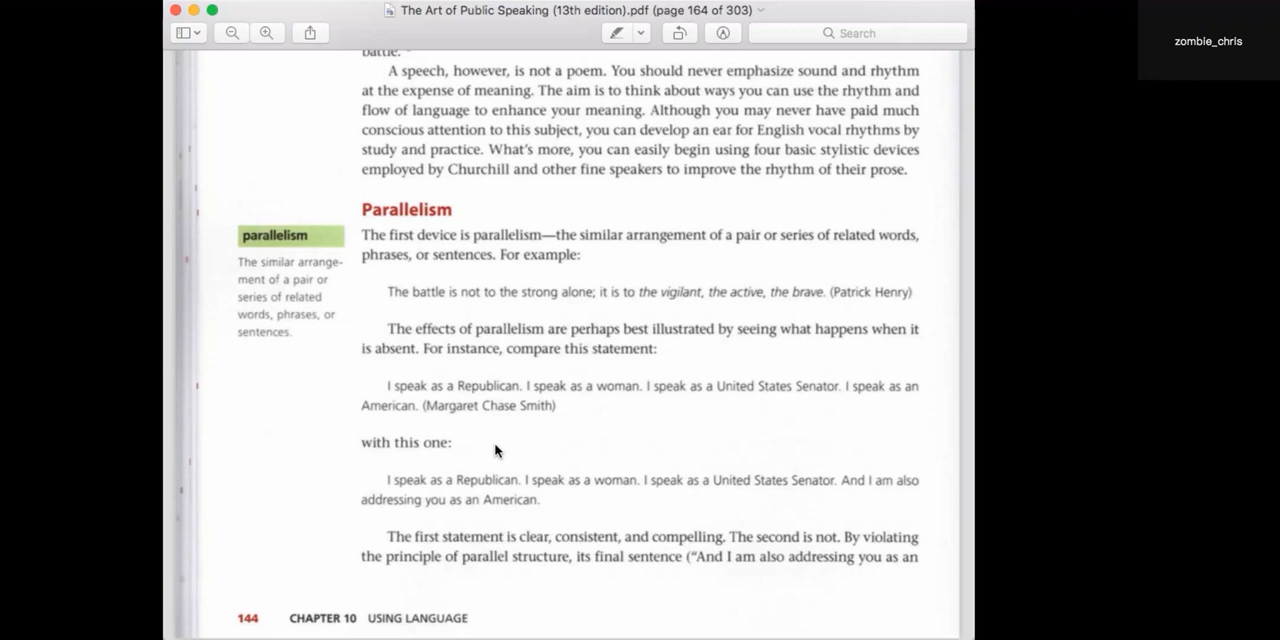 The Art of Public Speaking (13th edition).pdf (page 164 of 303)
Search
zombie_chris
battle.
A speech, however, is not a poem. You should never emphasize sound and rhythm
at the expense of meaning. The aim is to think about ways you can use the rhythm and
flow of language to enhance your meaning. Although you may never have paid much
conscious attention to this subject, you can develop an ear for English vocal rhythms by
study and practice. What's more, you can easily begin using four basic stylistic devices
employed by Churchill and other fine speakers to improve the rhythm of their prose.
Parallelism
The first device is parallelism—the similar arrangement of a pair or series of related words,
phrases, or sentences. For example:
parallelism
The similar arrange-
ment of a pair or
series of related
words, phrases, or
sentences.
The battle is not to the strong alone; it is to the vigilant, the active, the brave. (Patrick Henry)
The effects of parallelism are perhaps best illustrated by seeing what happens when it
is absent. For instance, compare this statement:
I speak as a Republican. I speak as a woman. I speak as a United States Senator. I speak as an
American. (Margaret Chase Smith)
with this one:
I speak as a Republican. I speak as a woman. I speak as a United States Senator. And I am also
addressing you as an American.
The first statement is clear, consistent, and compelling. The second is not. By violating
the principle of parallel structure, its final sentence ("And I am also addressing you as an
144 CHAPTER 10 USING LANGUAGE